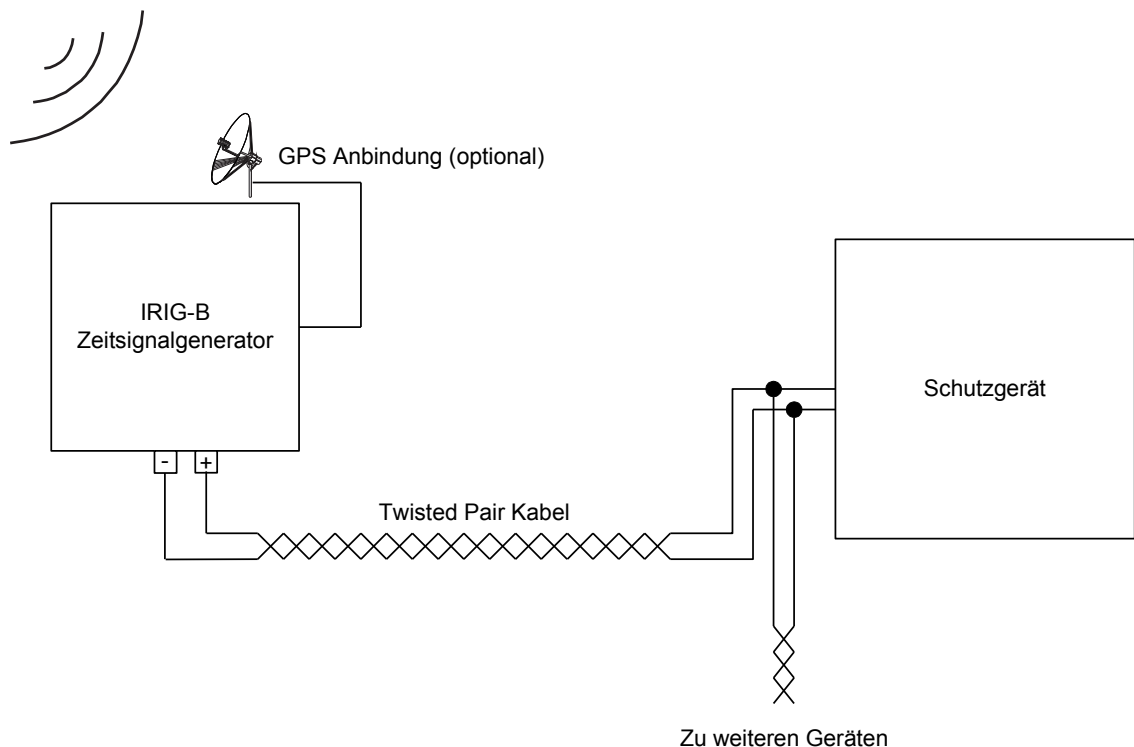 GPS Anbindung (optional)
IRIG-B
Zeitsignalgenerator
Schutzgerät
- +
Twisted Pair Kabel
Zu weiteren Geräten